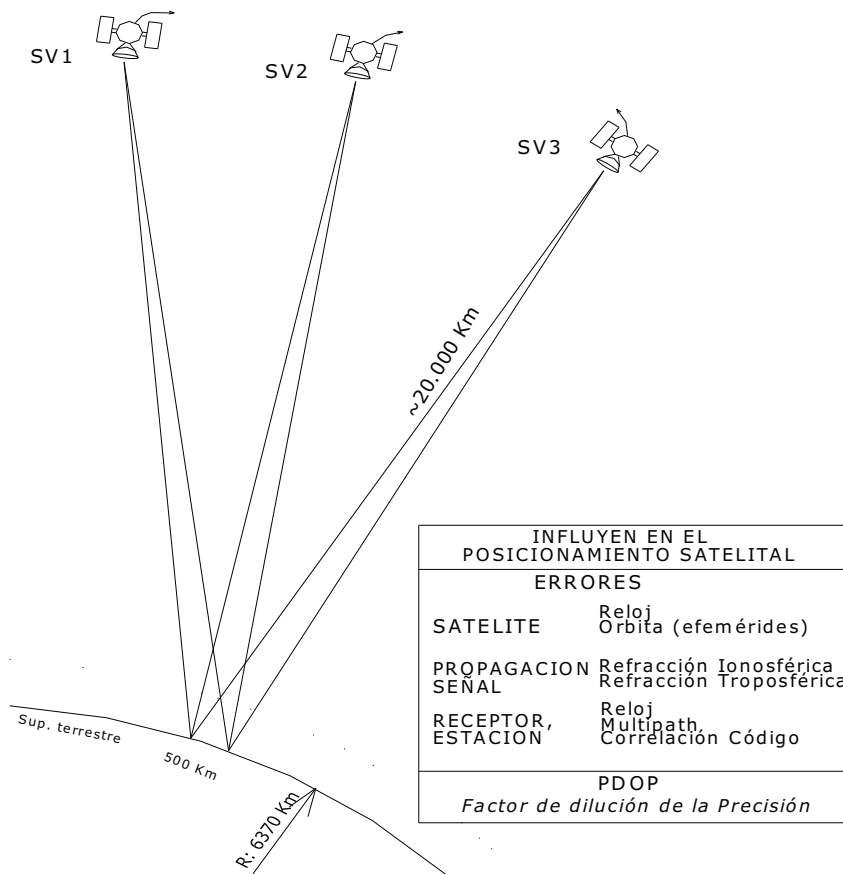 SV1
SV2
SV3
~20.000 Km
Sup. terrestre
500 Km
R: 6370 Km
INFLUYEN EN EL
POSICIONAMIENTO SATELITAL
ERRORES
SATELITE
Reloj
Orbita (efemérides)
PROPAGACION
SEÑAL
Refracción Ionosférica
Refracción Troposférica
RECEPTOR,
ESTACION
Reloj
Multipath,
Correlación Código
PDOP
Factor de dilución de la Precisión